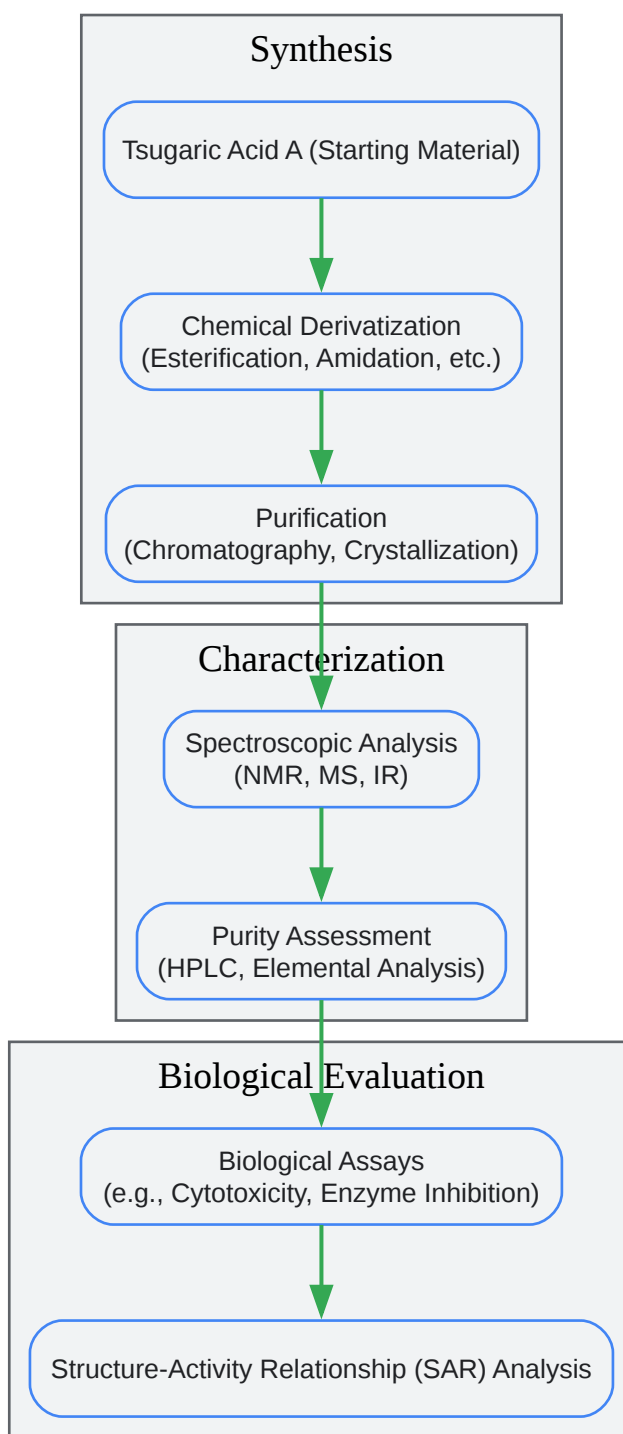 Synthesis
Tsugaric Acid A (Starting Material)
Chemical Derivatization
(Esterification, Amidation, etc.)
Purification
(Chromatography, Crystallization)
Characterization
Spectroscopic Analysis
(NMR, MS, IR)
Purity Assessment
(HPLC, Elemental Analysis)
Biological Evaluation
Biological Assays
(e.g., Cytotoxicity, Enzyme Inhibition)
Structure-Activity Relationship (SAR) Analysis